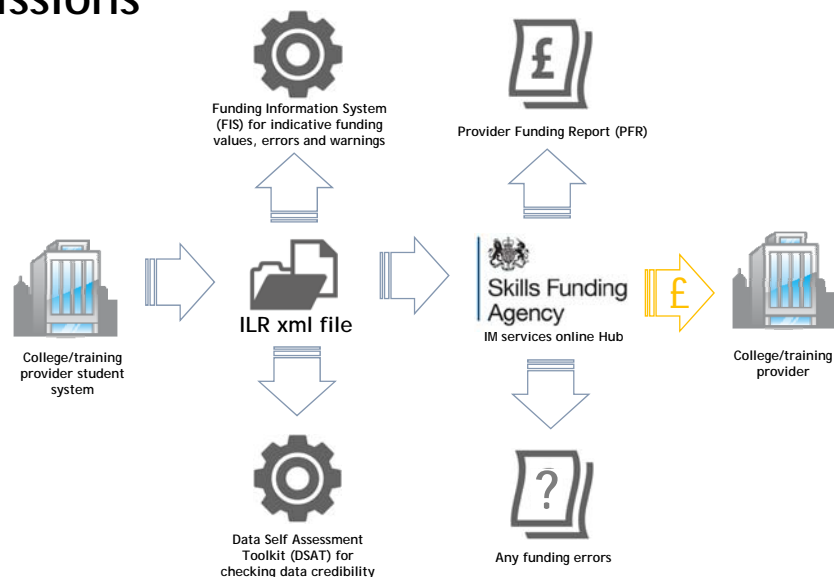 Funding Information System
(FIS) for indicative funding
values, errors and warnings
£
Provider Funding Report (PFR)
College/training
provider student
system
ILR xml file
Skills Funding
Agency
IM services online Hub
£
College/training
provider
Data Self Assessment
Toolkit (DSAT) for
checking data credibility
?
Any funding errors